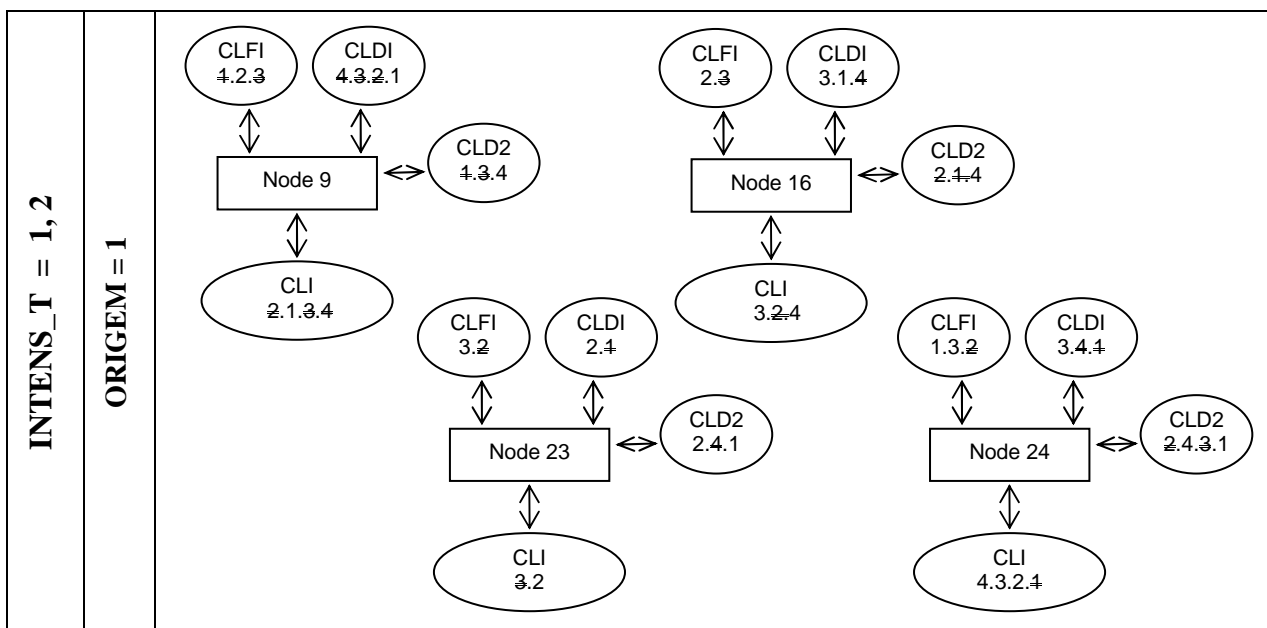 INTENS_T = 1, 2
ORIGEM = 1
CLFI
1.2.3
CLDI
4.3.2.1
CLD2
1.3.4
Node 9
CLI
2.1.3.4
CLFI
2.3
CLDI
3.1.4
CLD2
2.1.4
Node 16
CLI
3.2.4
CLFI
3.2
CLDI
2.1
CLD2
2.4.1
Node 23
CLI
3.2
CLFI
1.3.2
CLDI
3.4.1
CLD2
2.4.3.1
Node 24
CLI
4.3.2.1